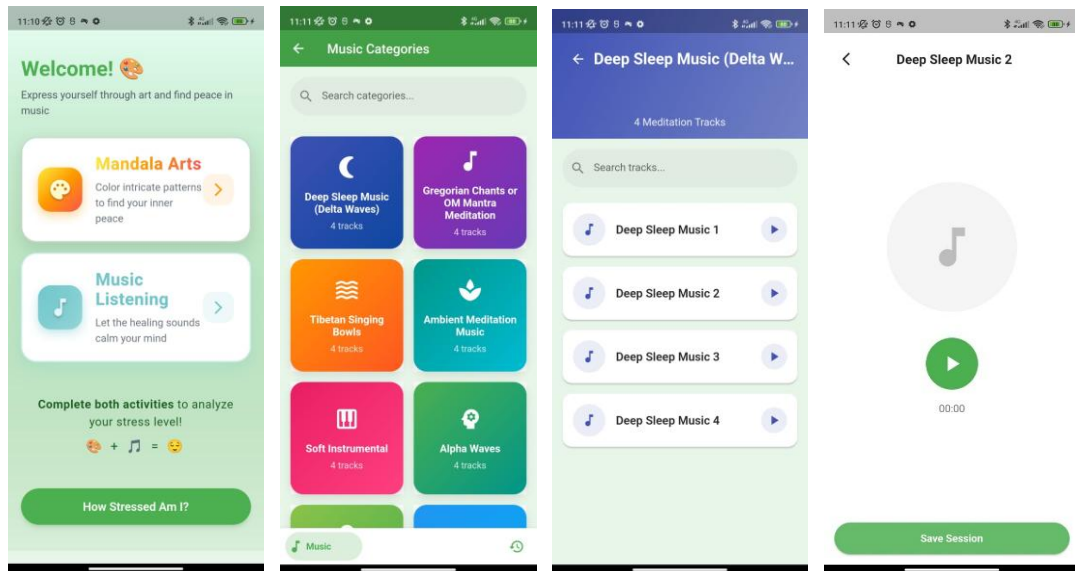 11:10
Welcome!
Express yourself through art and find peace in
music
Mandala Arts
Color intricate patterns
to find your inner
peace
Music
Listening
Let the healing sounds
calm your mind
Complete both activities to analyze
your stress level!
+ =
How Stressed Am I?
11:11
Music Categories
Search categories...
Deep Sleep Music
(Delta Waves)
4 tracks
Gregorian Chants or
OM Mantra
Meditation
4 tracks
Tibetan Singing
Bowls
4 tracks
Ambient Meditation
Music
4 tracks
Soft Instrumental
4 tracks
Alpha Waves
4 tracks
Music
11:11
Deep Sleep Music (Delta W...
4 Meditation Tracks
Search tracks...
Deep Sleep Music 1
Deep Sleep Music 2
Deep Sleep Music 3
Deep Sleep Music 4
11:11
Deep Sleep Music 2
00:00
Save Session